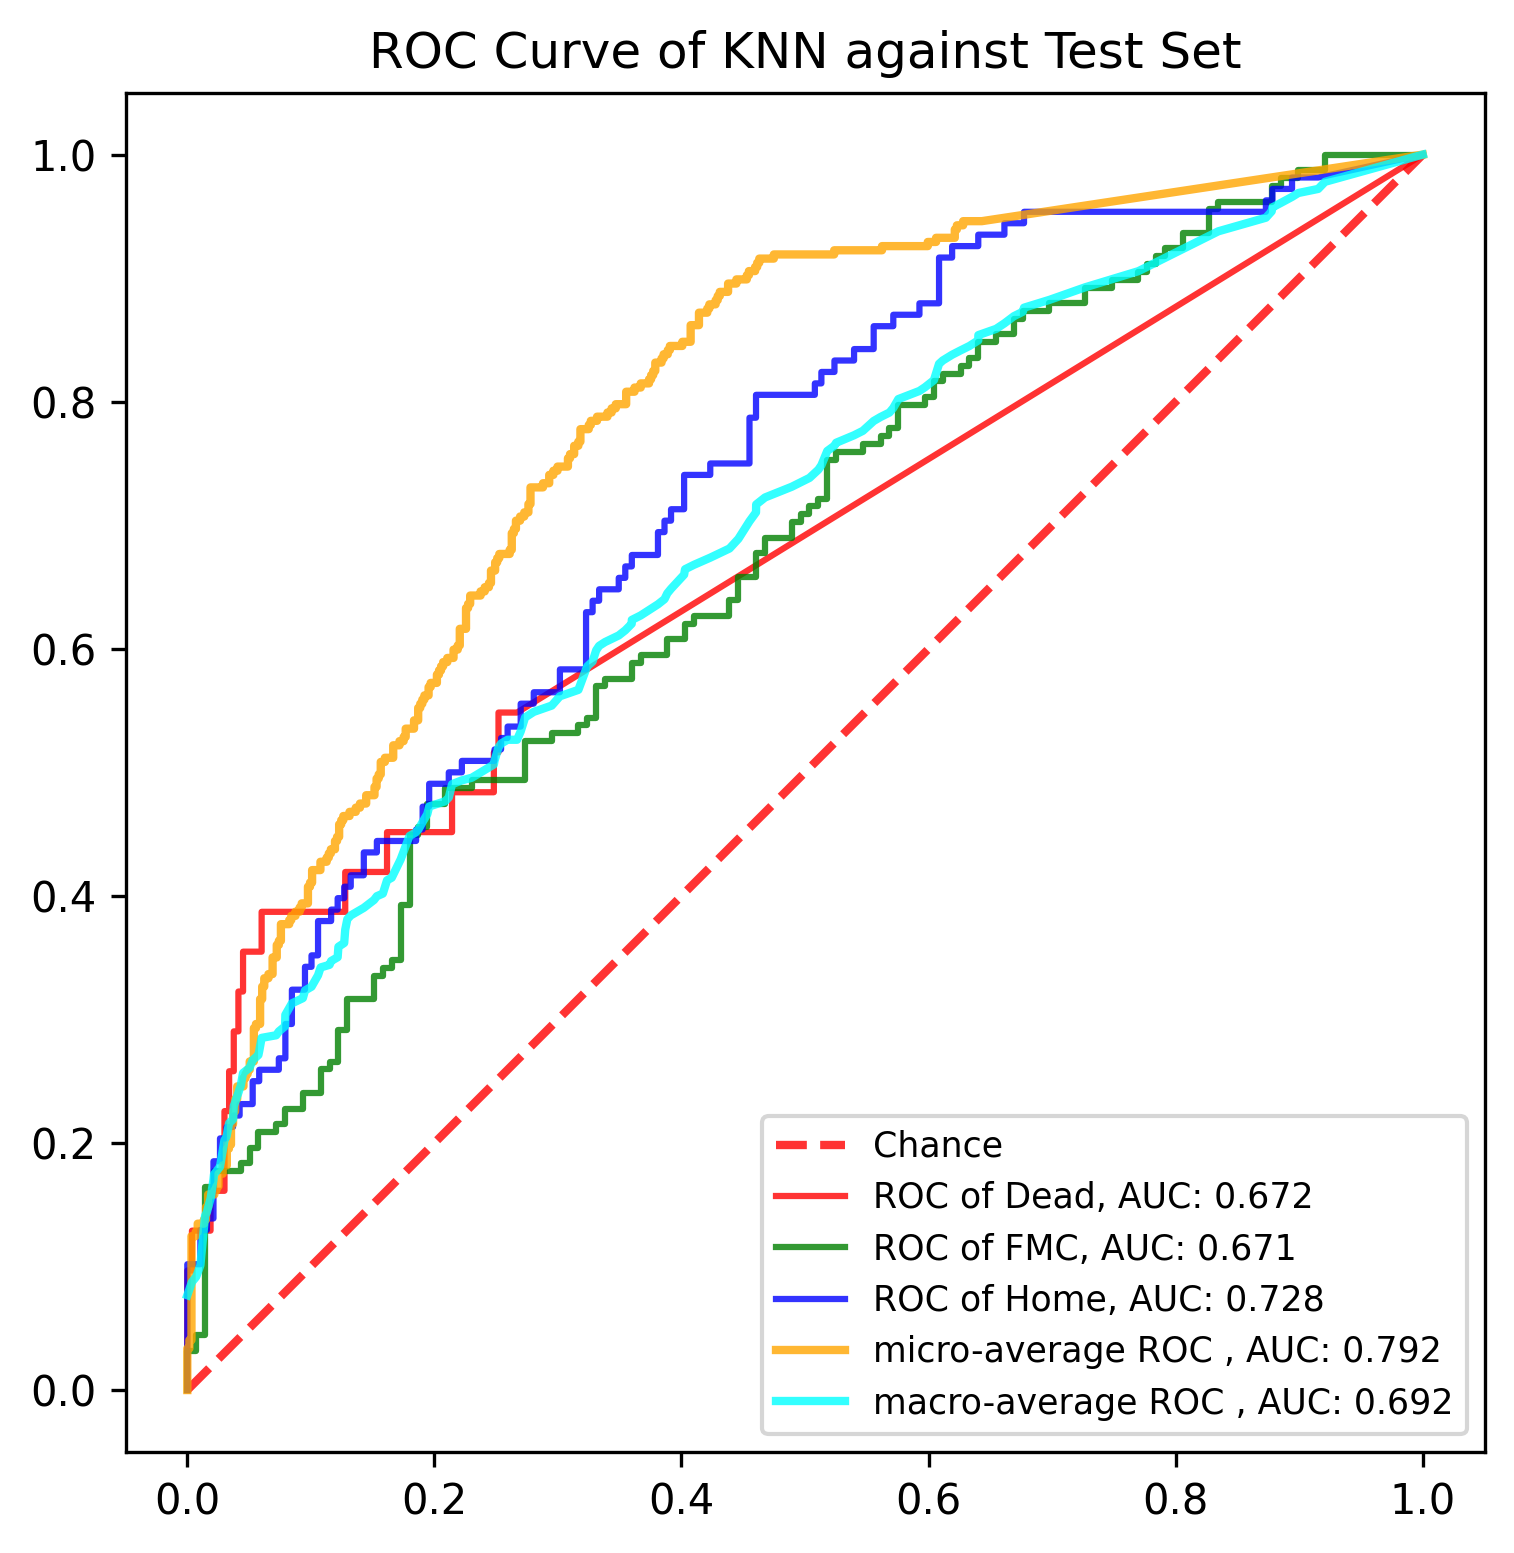 ROC Curve of KNN against Test Set
1.0
0.8
0.6
0.4
0.2
0.0
Chance
ROC of Dead, AUC: 0.672
ROC of FMC, AUC: 0.671
ROC of Home, AUC: 0.728
micro-average ROC , AUC: 0.792
macro-average ROC , AUC: 0.692
0.0 0.2 0.4 0.6 0.8 1.0